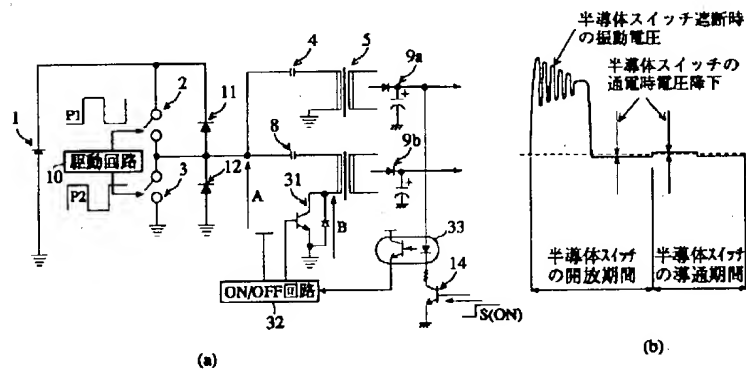 1
P1
駆動回路
10
P2
2
3
11
12
4
5
8
9a
9b
A
B
31
ON/OFF回路
32
33
14
S(ON)
(a)
半導体スイッチ遮断時
の振動電圧
半導体スイッチの
通電時電圧降下
半導体スイッチ
の開放期間
半導体スイッチ
の導通期間
(b)